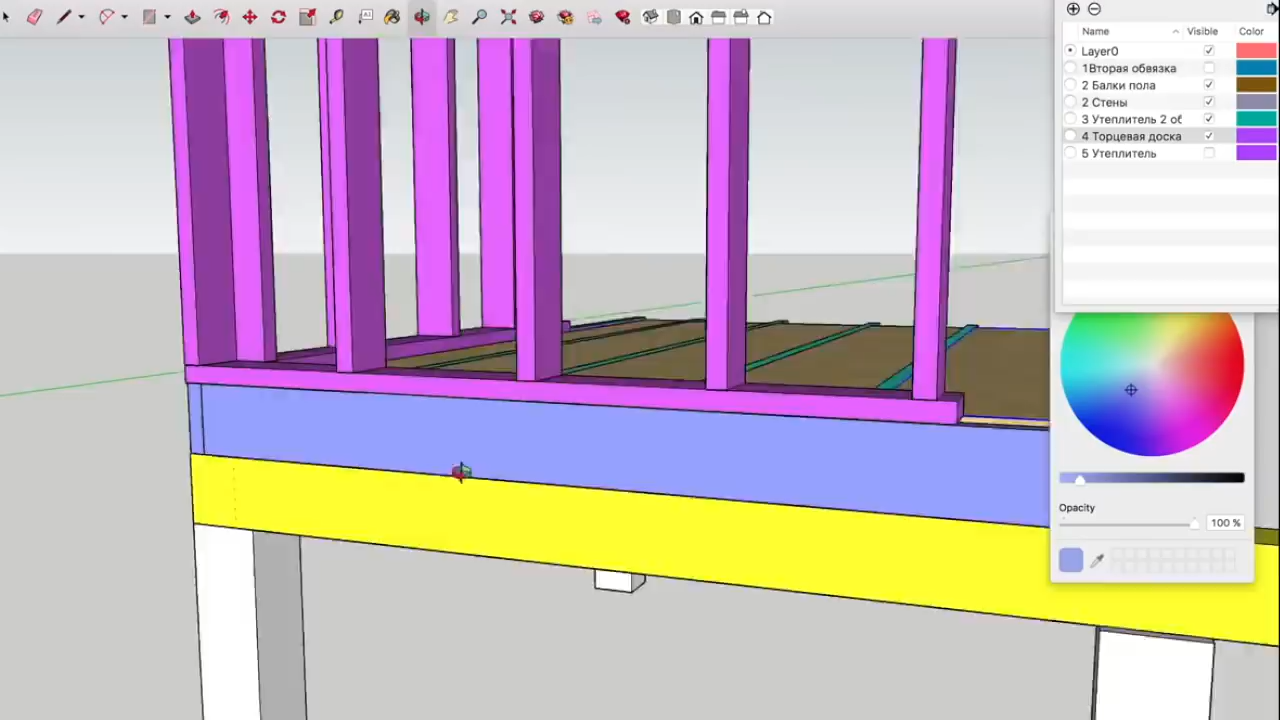 Name Visible Color
Layer0
1Вторая обвязка
2 Балки пола
2 Стены
3 Утеплитель 2 об
4 Торцевая доска
5 Утеплитель
Opacity
100 %